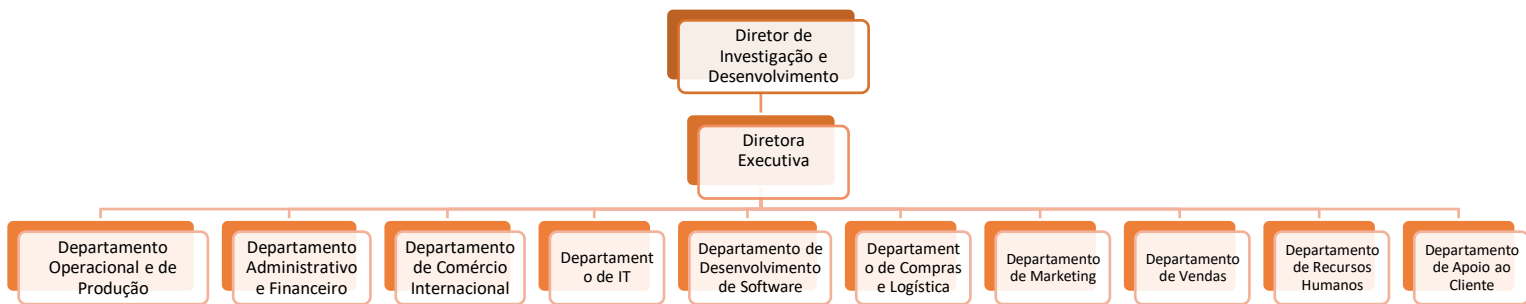 Diretor de
Investigação e
Desenvolvimento
Diretora
Executiva
Departamento
Operacional e de
Produção
Departamento
Administrativo
e Financeiro
Departamento
de Comércio
Internacional
Departament
o de IT
Departamento de
Desenvolvimento
de Software
Departament
o de Compras
e Logística
Departamento
de Marketing
Departamento
de Vendas
Departamento
de Recursos
Humanos
Departamento
de Apoio ao
Cliente